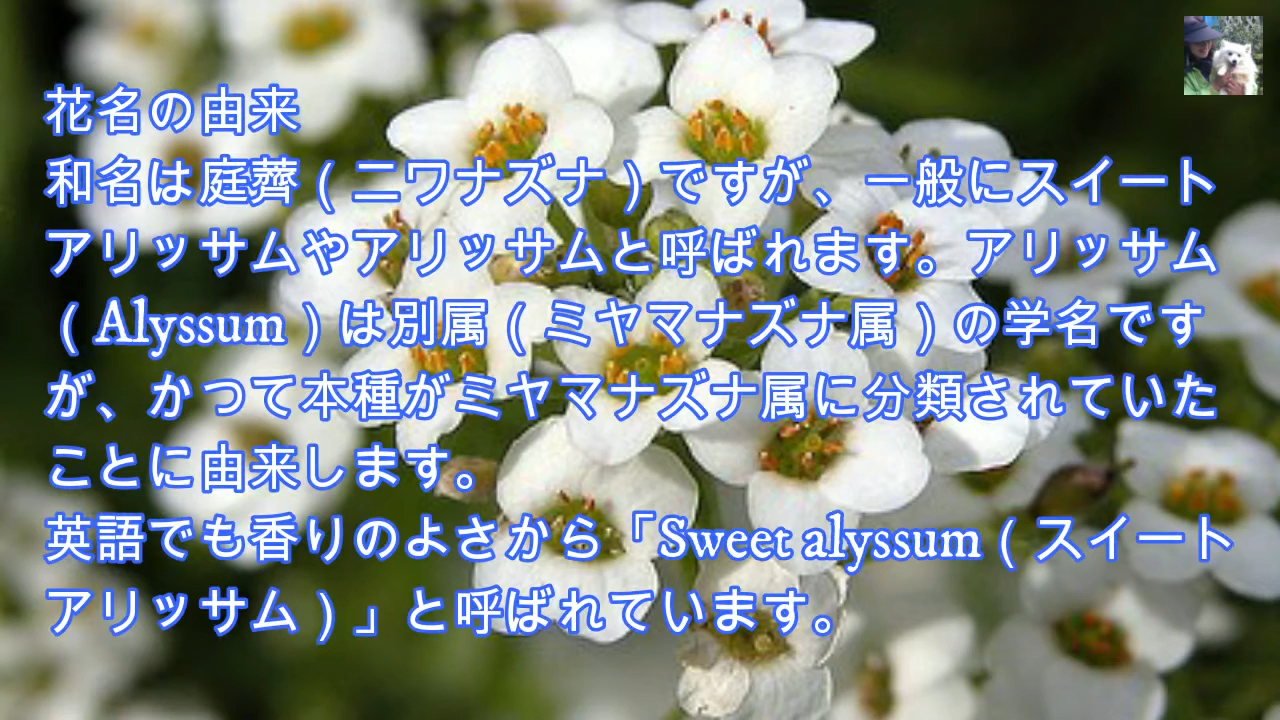 花名の由来
和名は庭薺(ニワナズナ)ですが、一般にスイート
アリッサムやアリッサムと呼ばれます。アリッサム
(Alyssum)は別属(ミヤマナズナ属)の学名です
が、かつて本種がミヤマナズナ属に分類されていた
ことに由来します。
英語でも香りのよさから「Sweet alyssum(スイート
アリッサム)」と呼ばれています。